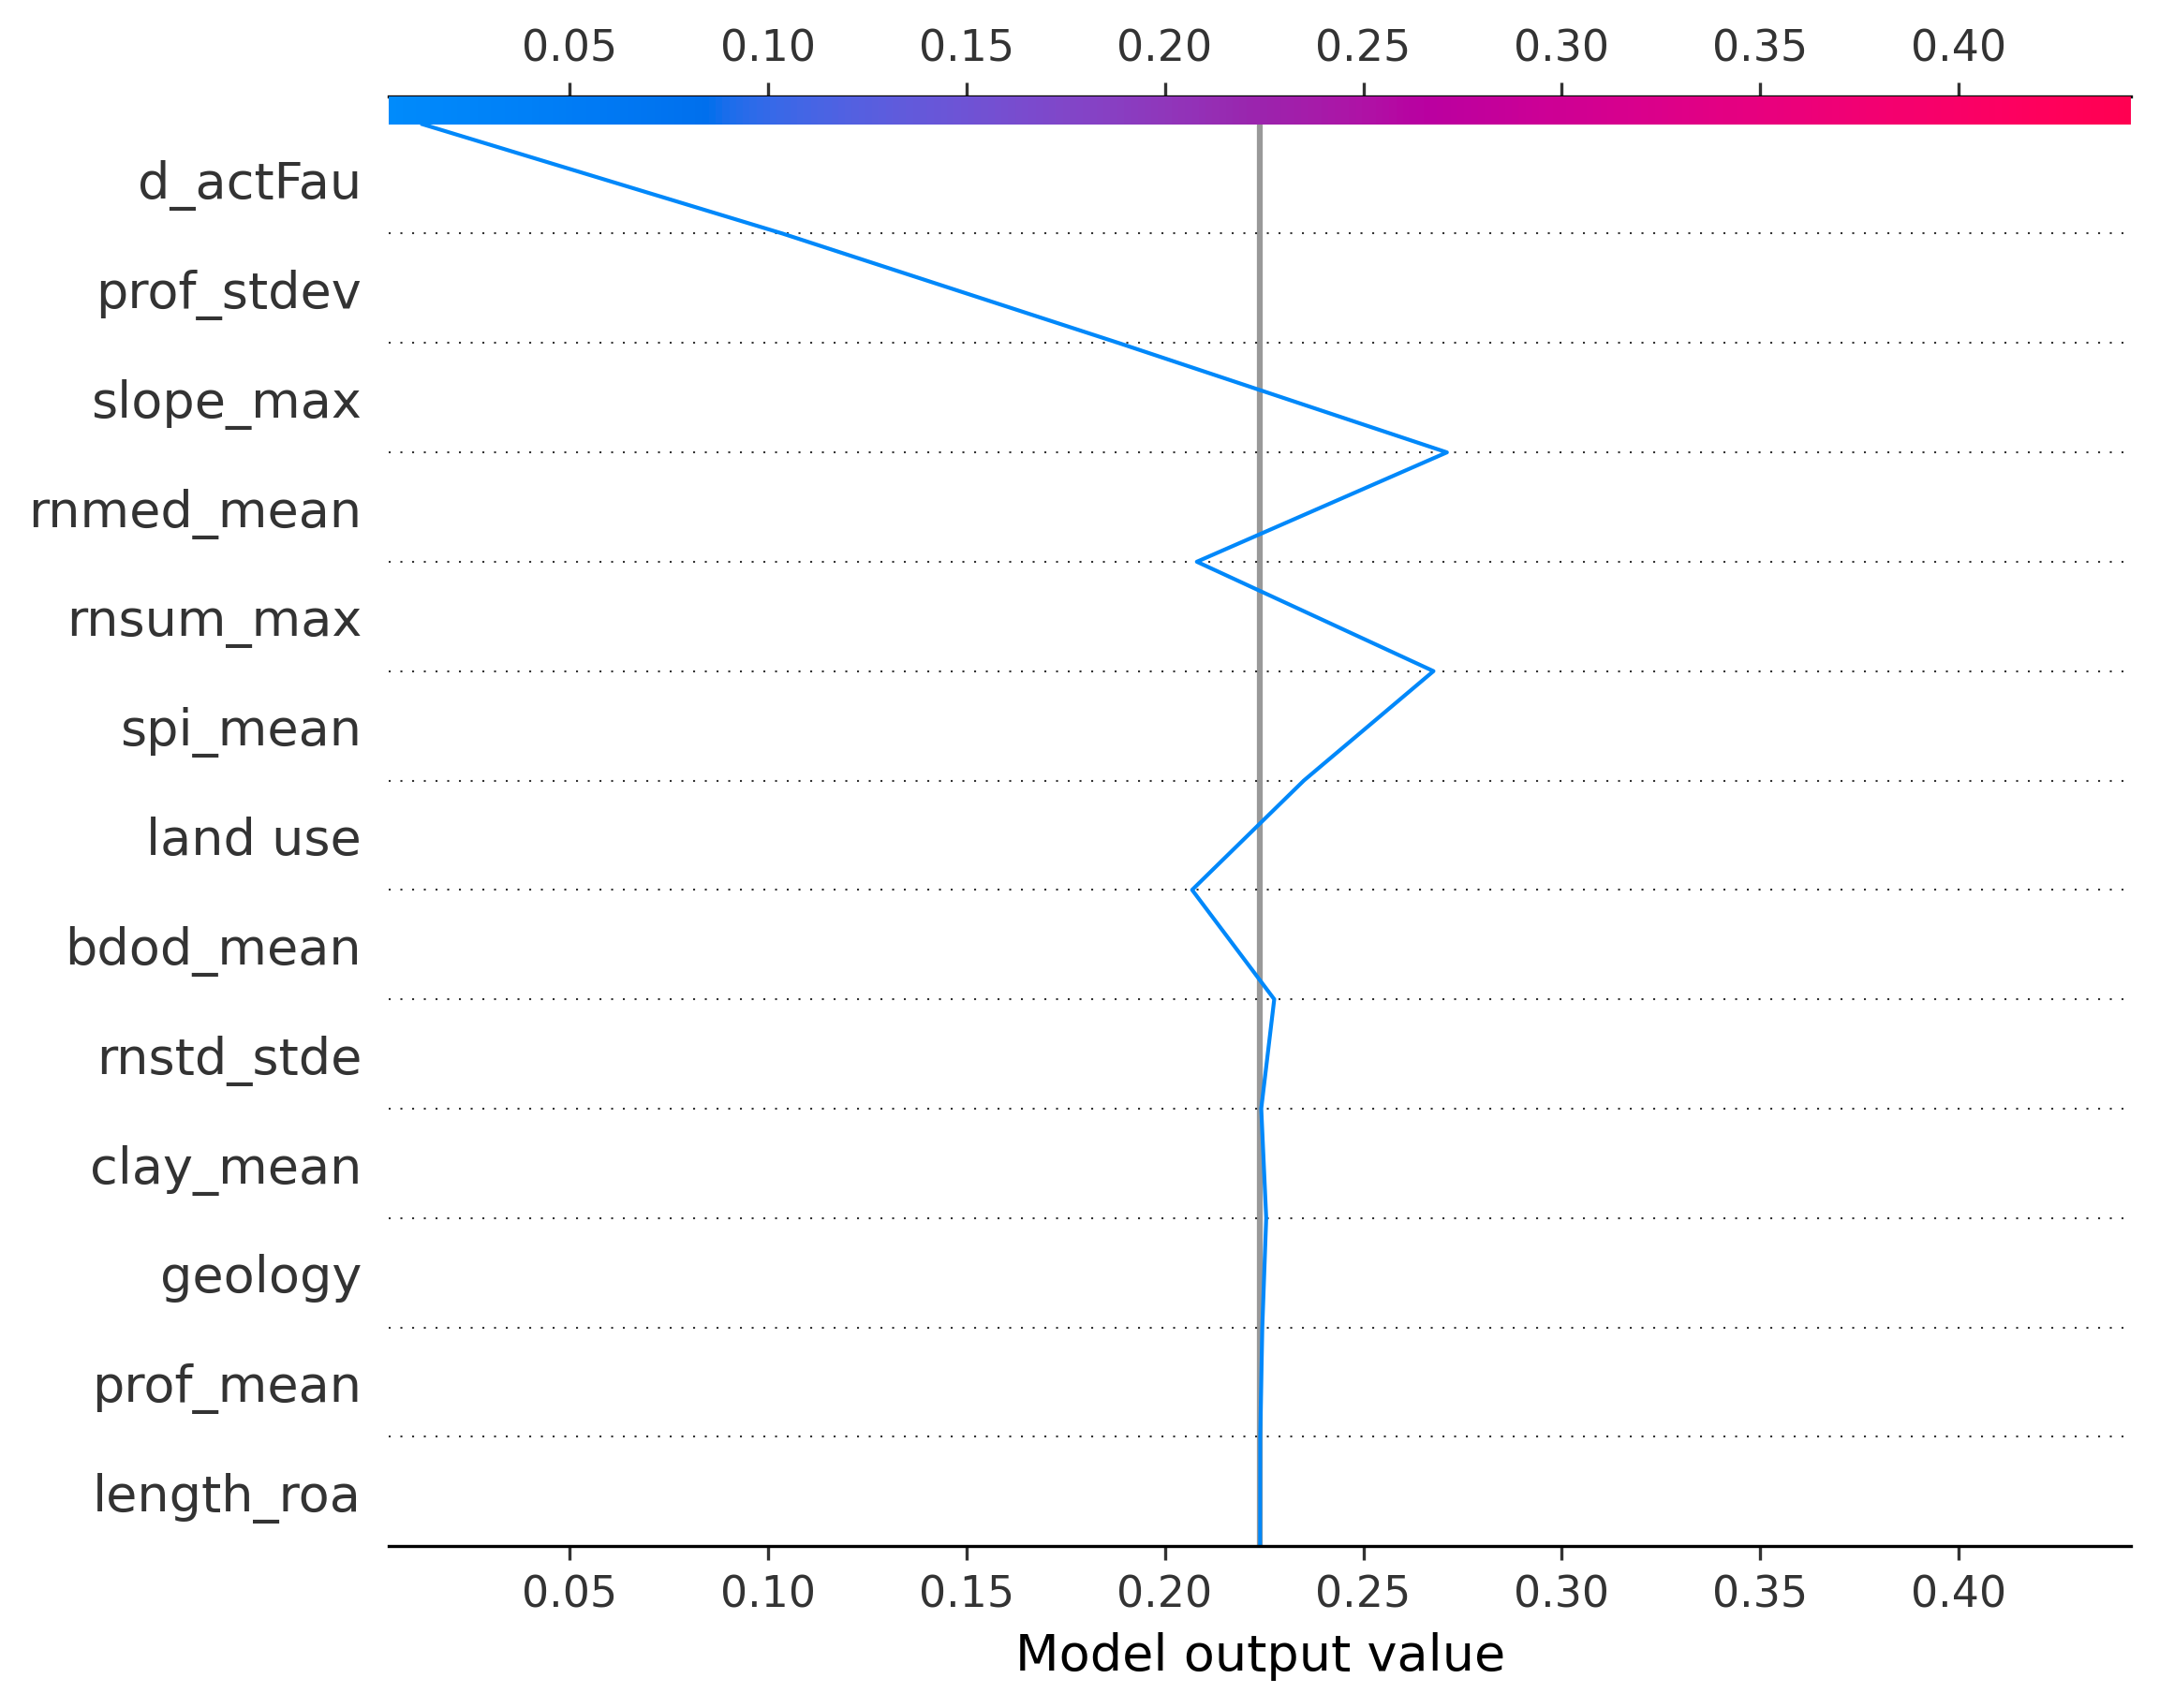 0.05 0.10 0.15 0.20 0.25 0.30 0.35 0.40
d_actFau
prof_stdev
slope_max
rnmed_mean
rnsum_max
spi_mean
land use
bdod_mean
rnstd_stde
clay_mean
geology
prof_mean
length_roa
0.05 0.10 0.15 0.20 0.25 0.30 0.35 0.40
Model output value